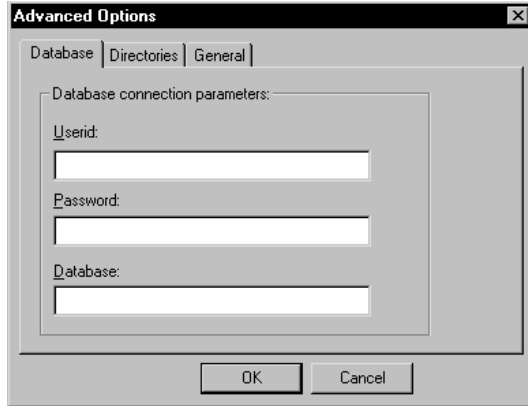 Advanced Options
Database Directories General
Database connection parameters:
Userid:
Password:
Database:
OK Cancel